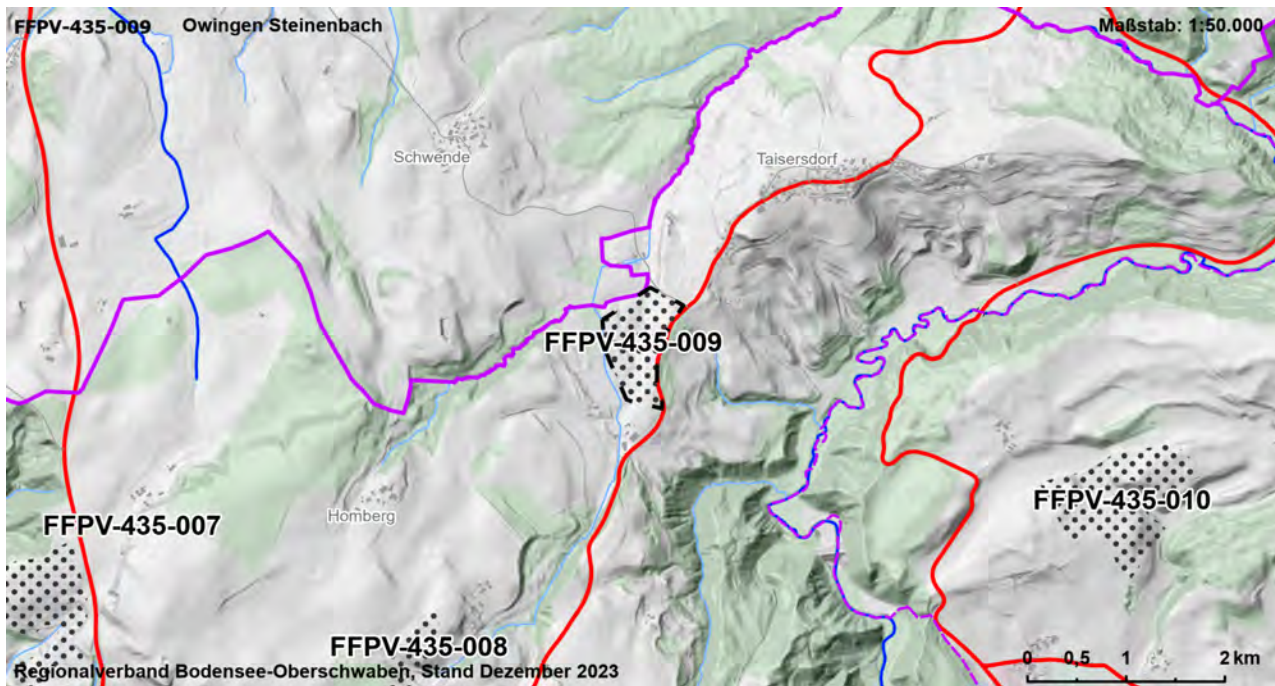 FFPV-435-009 Owingen Steinenbach Maßstab: 1:50.000
Schwende
Taisersdorf
FFPV-435-009
FFPV-435-010
Homberg
FFPV-435-007
FFPV-435-008
Regionalverband Bodensee-Oberschwaben, Stand Dezember 2023
0 0,5 1 2 km